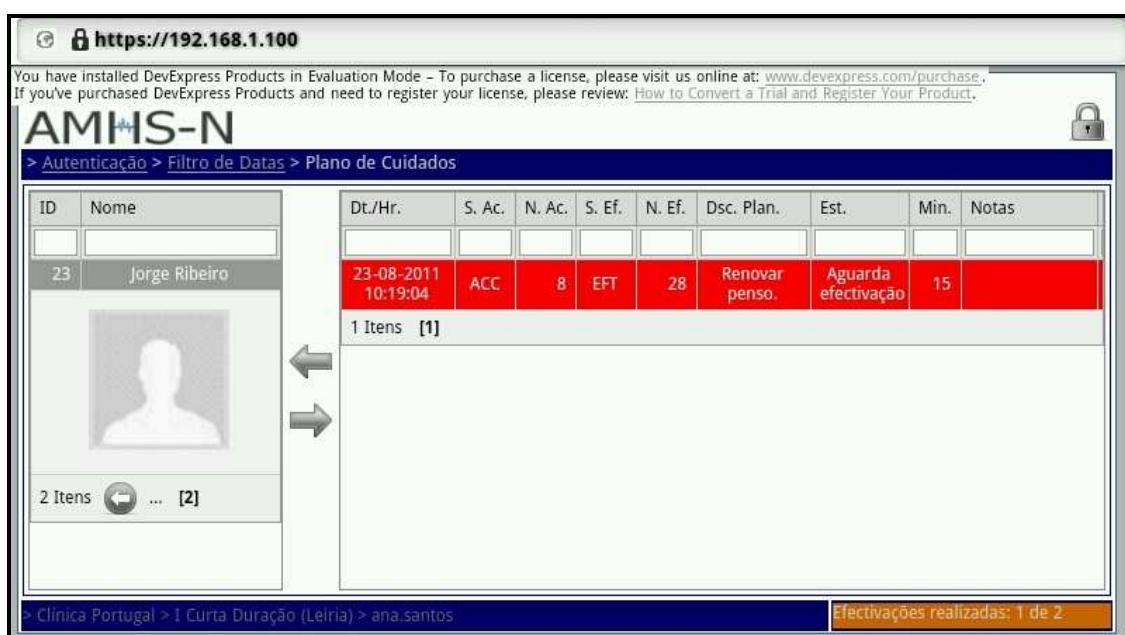 https://192.168.1.100
You have installed DevExpress Products in Evaluation Mode – To purchase a license, please visit us online at: www.devexpress.com/purchase.
If you've purchased DevExpress Products and need to register your license, please review: How to Convert a Trial and Register Your Product.
AMHS-N
> Autenticação > Filtro de Datas > Plano de Cuidados
ID Nome
23 Jorge Ribeiro
2 Itens ... [2]
Dt./Hr. S. Ac. N. Ac. S. Ef. N. Ef. Dsc. Plan. Est. Min. Notas
23-08-2011 ACC 8 EFT 28 Renovar Aguarda 15
10:19:04 penso. efectivação
1 Itens [1]
> Clínica Portugal > I Curta Duração (Leiria) > ana.santos
Efectivações realizadas: 1 de 2